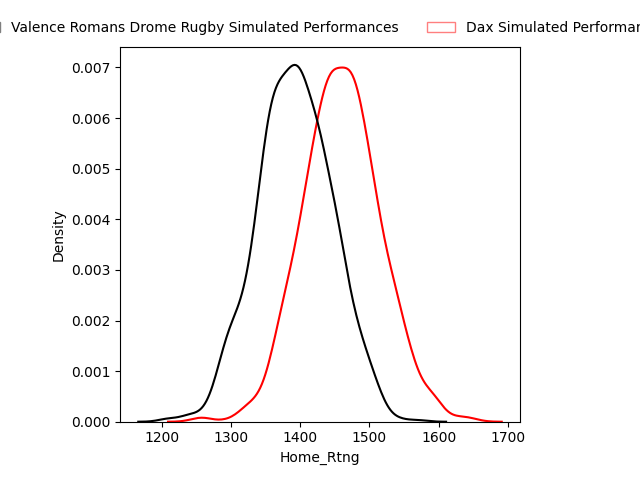 Valence Romans Drome Rugby Simulated Performances
Dax Simulated
0.007
0.006
0.005
0.004
0.003
0.002
0.001
0.000
Density
1200 1300 1400 1500 1600 1700
Home_Rtng